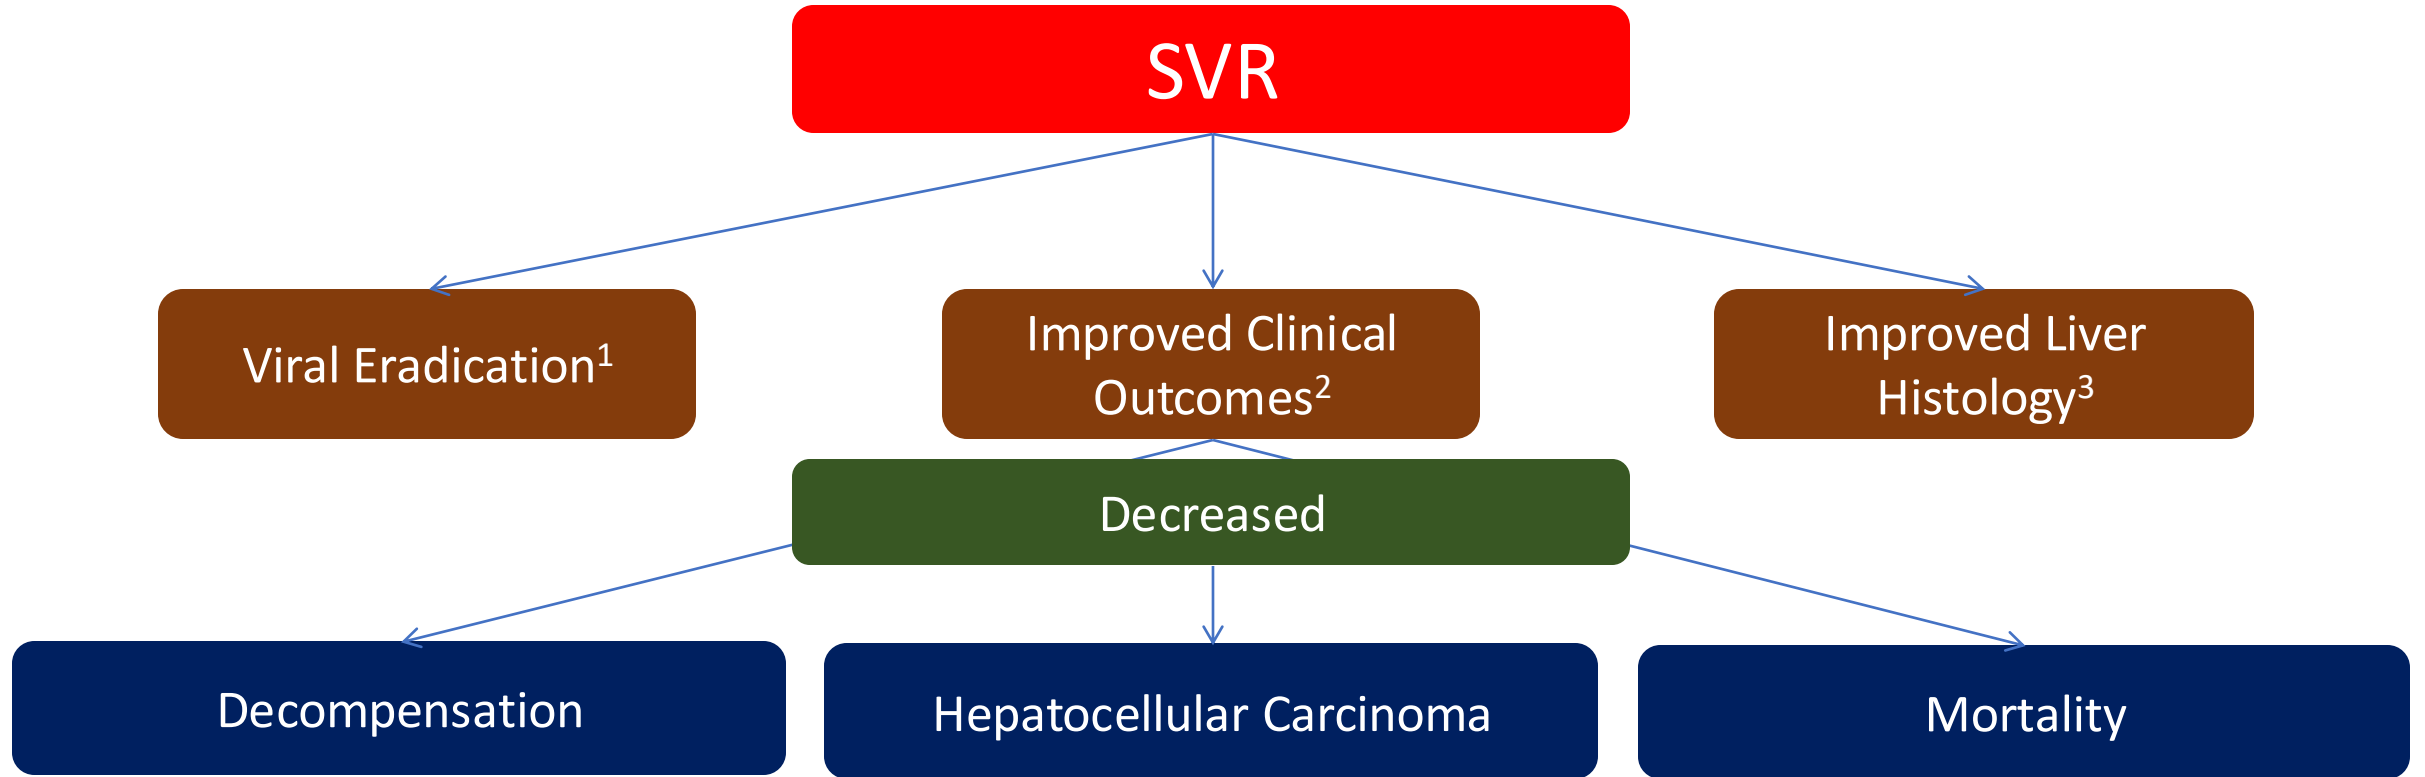 SVR
Viral Eradication¹
Improved Clinical
Outcomes²
Improved Liver
Histology³
Decreased
Decompensation
Hepatocellular Carcinoma
Mortality